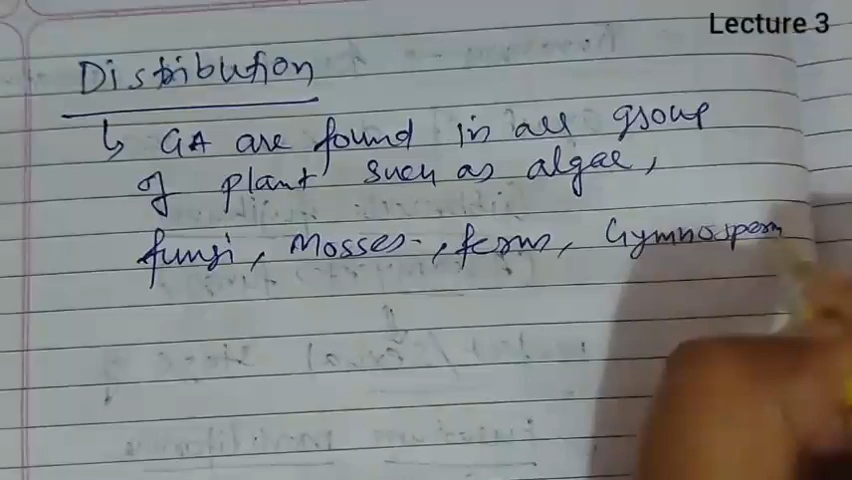 Lecture 3
Distribution
↳ GA are found in all group
of plant such as algae,
fungi, Mosses, ferns, Gymnosperm